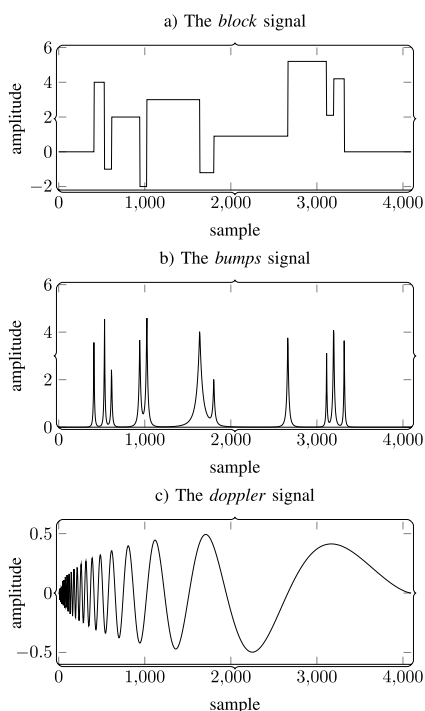 a) The block signal
6
4
2
0
−2
amplitude
0 1,000 2,000 3,000 4,000
sample
b) The bumps signal
6
4
2
0
amplitude
0 1,000 2,000 3,000 4,000
sample
c) The doppler signal
0.5
0
−0.5
amplitude
0 1,000 2,000 3,000 4,000
sample